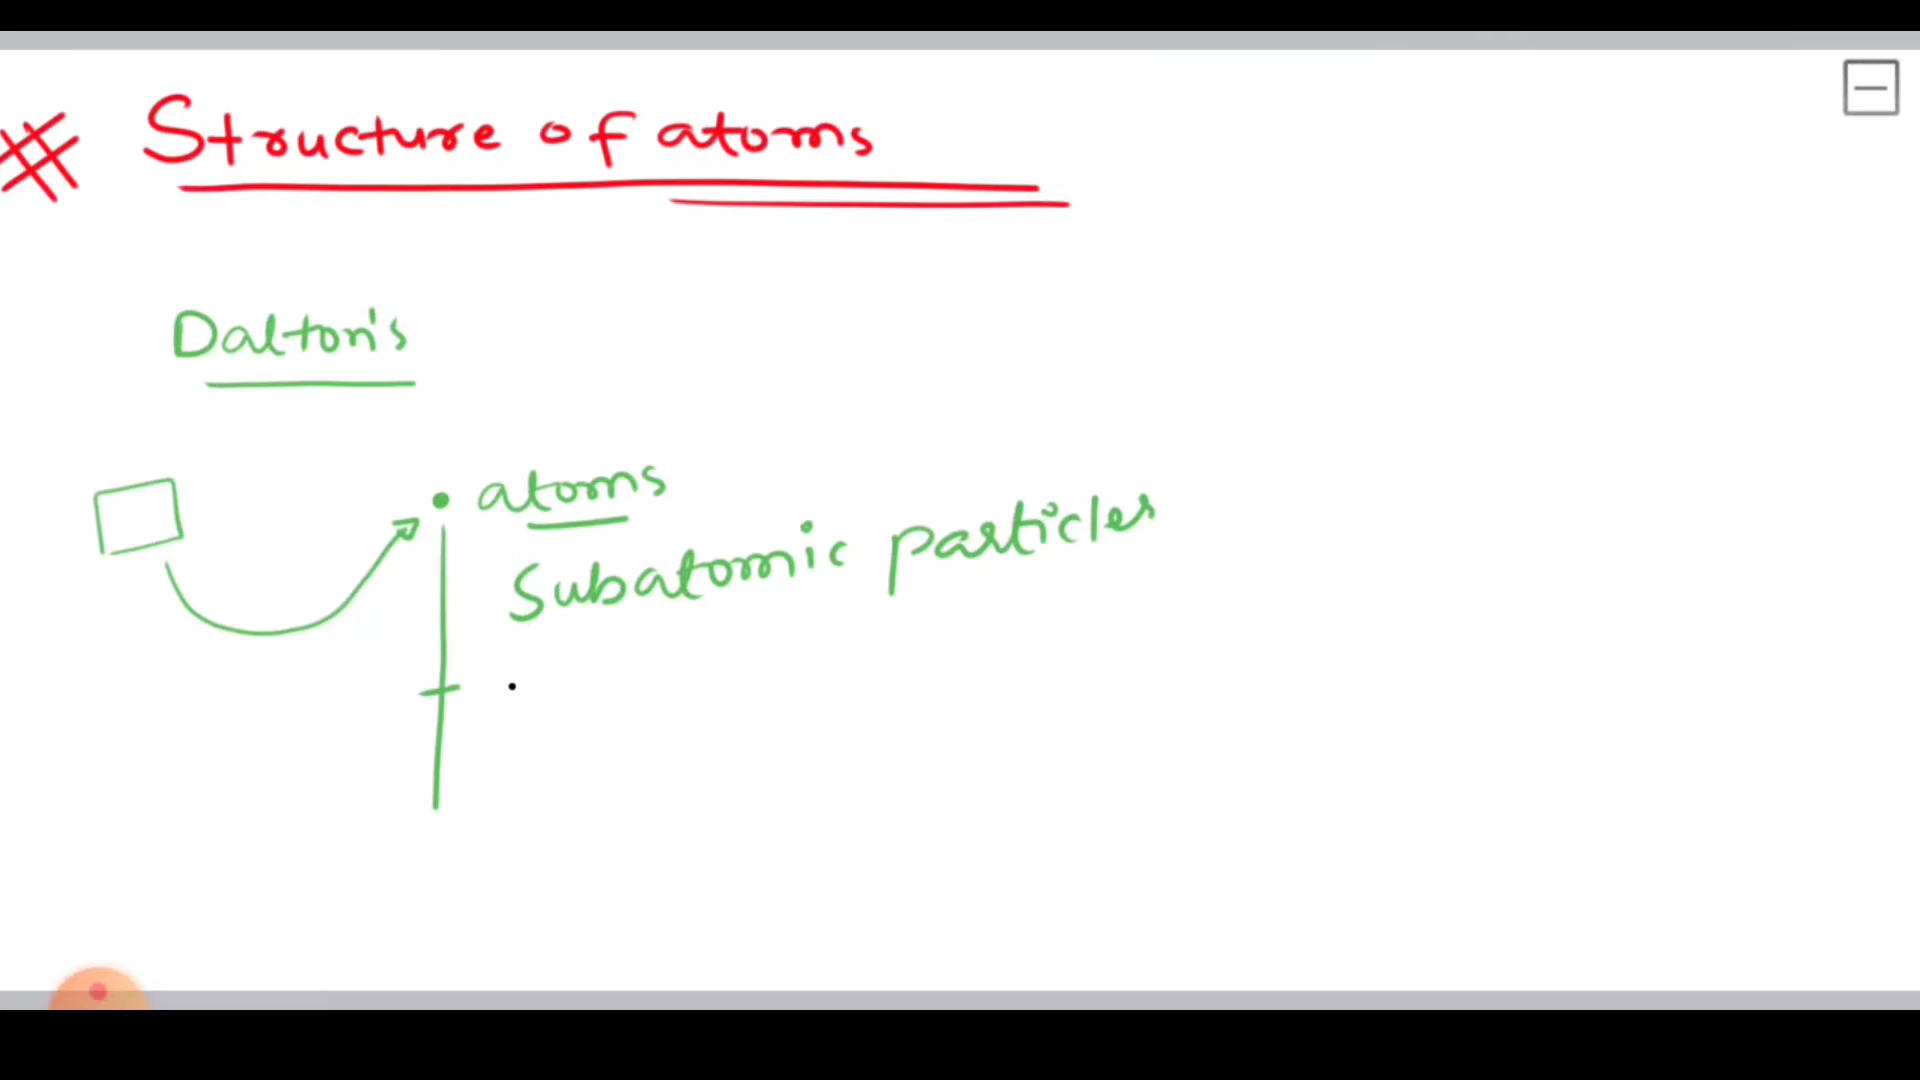 # Structure of atoms
Dalton's
atoms
Subatomic particles